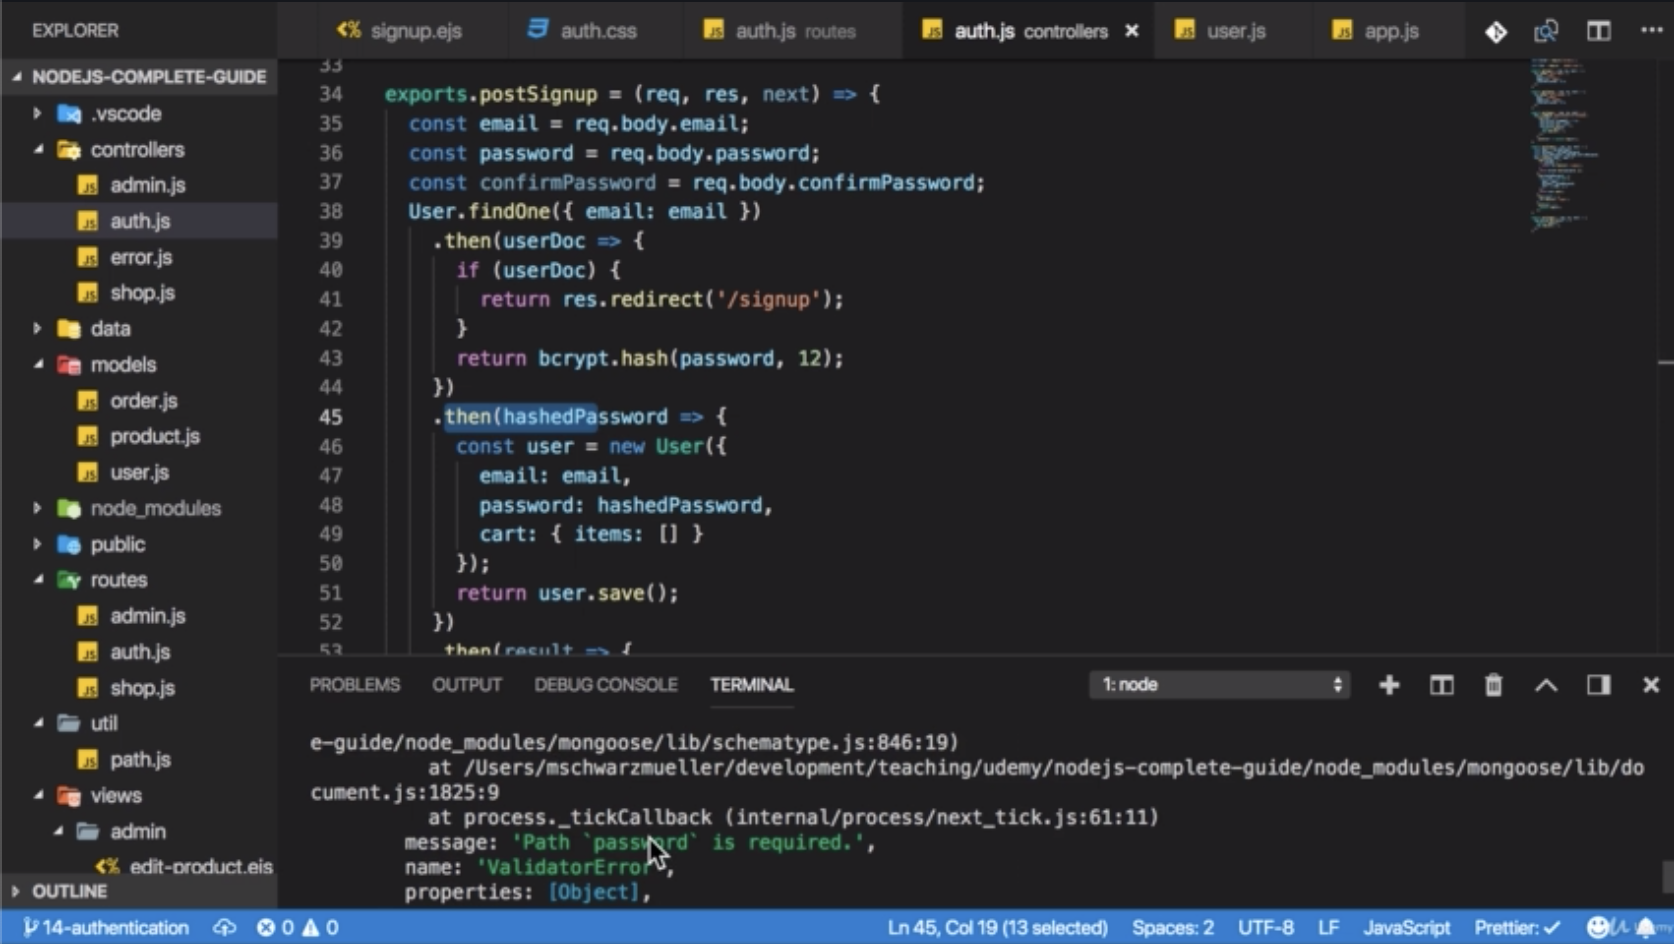 EXPLORER
signup.ejs
auth.css
auth.js routes
auth.js controllers
user.js
app.js
NODEJS-COMPLETE-GUIDE
.vscode
controllers
admin.js
auth.js
error.js
shop.js
data
models
order.js
product.js
user.js
node_modules
public
routes
admin.js
auth.js
shop.js
util
path.js
views
admin
edit-product.ejs
OUTLINE
33
34 exports.postSignup = (req, res, next) => {
35 const email = req.body.email;
36 const password = req.body.password;
37 const confirmPassword = req.body.confirmPassword;
38 User.findOne({ email: email })
39 .then(userDoc => {
40 if (userDoc) {
41 return res.redirect('/signup');
42 }
43 return bcrypt.hash(password, 12);
44 })
45 .then(hashedPassword => {
46 const user = new User({
47 email: email,
48 password: hashedPassword,
49 cart: { items: [] }
50 });
51 return user.save();
52 })
53 .then(result => {
PROBLEMS OUTPUT DEBUG CONSOLE TERMINAL 1: node
e-guide/node_modules/mongoose/lib/schematype.js:846:19)
at /Users/mschwarzmueller/development/teaching/udemy/nodejs-complete-guide/node_modules/mongoose/lib/do
cument.js:1825:9
at process._tickCallback (internal/process/next_tick.js:61:11)
message: 'Path `password` is required.',
name: 'ValidatorError',
properties: [Object],
14-authentication 0 0 Ln 45, Col 19 (13 selected) Spaces: 2 UTF-8 LF JavaScript Prettier: ✓